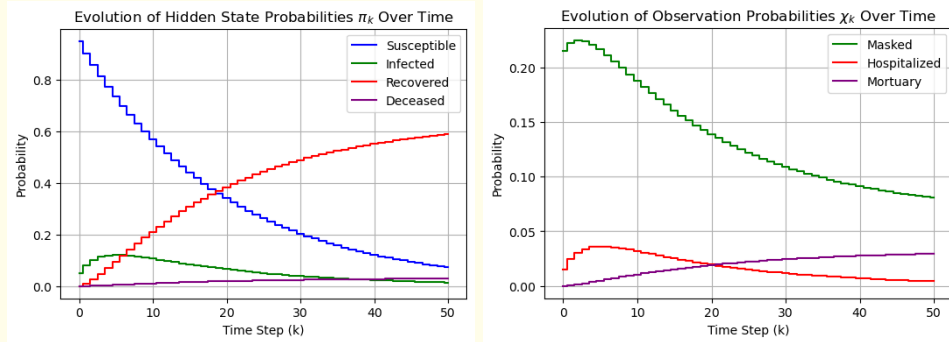 Evolution of Hidden State Probabilities πk Over Time
Susceptible
Infected
Recovered
Deceased
Probability
0.8
0.6
0.4
0.2
0.0
0 10 20 30 40 50
Time Step (k)
Evolution of Observation Probabilities χk Over Time
Masked
Hospitalized
Mortuary
Probability
0.20
0.15
0.10
0.05
0.00
0 10 20 30 40 50
Time Step (k)